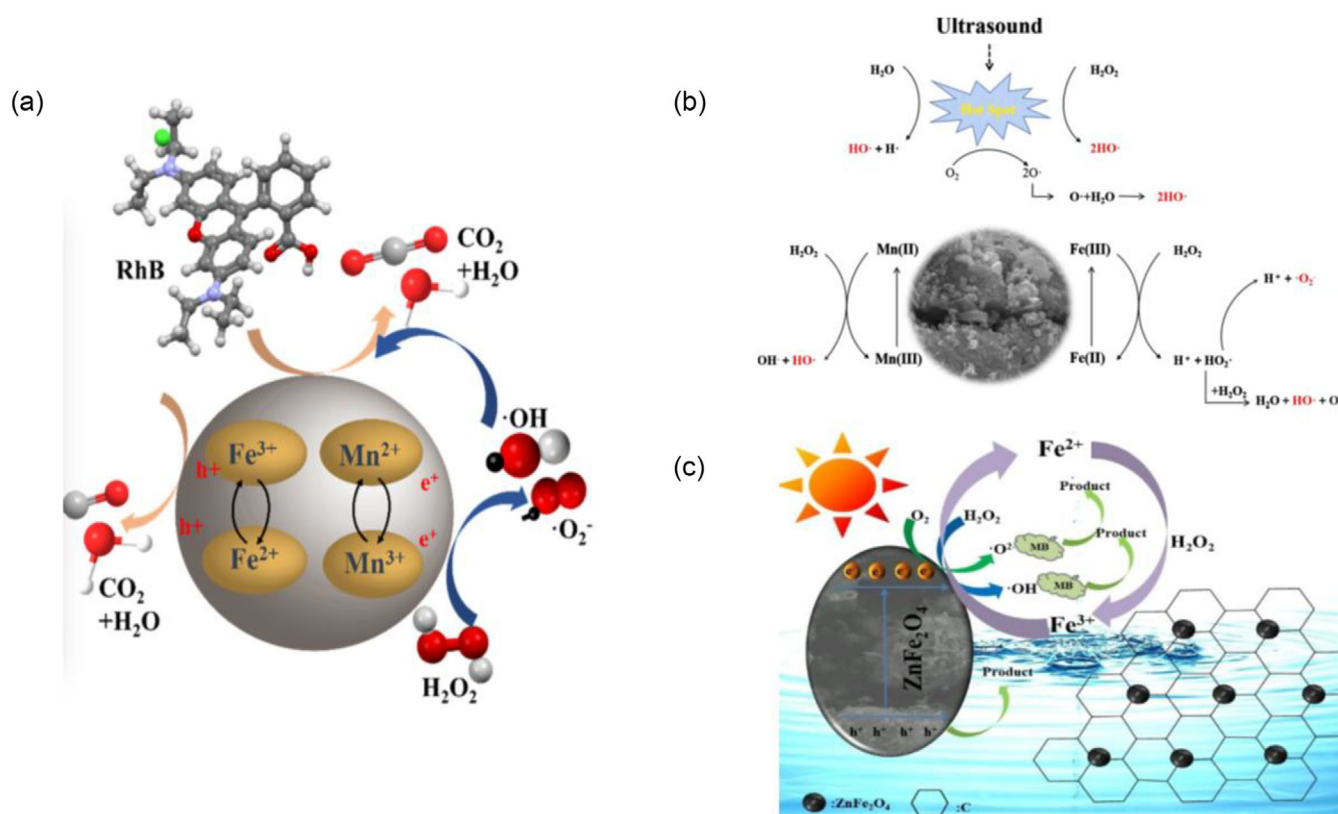 (a)
RhB
CO2
+H2O
·OH
·O2-
Fe3+
Mn2+
h+
e+
h+
e+
Fe2+
Mn3+
CO2
+H2O
H2O2
(b)
Ultrasound
H2O
H2O2
Hot Spot
HO· + H·
2HO·
O2
2O·
O·+H2O
2HO·
H2O2
Mn(II)
Fe(III)
H2O2
H+ + ·O2-
OH-+ HO·
Mn(III)
Fe(II)
H+ + HO2·
+H2O2
H2O + HO· + O
(c)
Fe2+
Product
O2
H2O2
Product
H2O2
·O2-
MB
·OH
MB
e- e- e- e-
Fe3+
ZnFe2O4
Product
h+ h+ h+ h+
:ZnFe2O4
:C